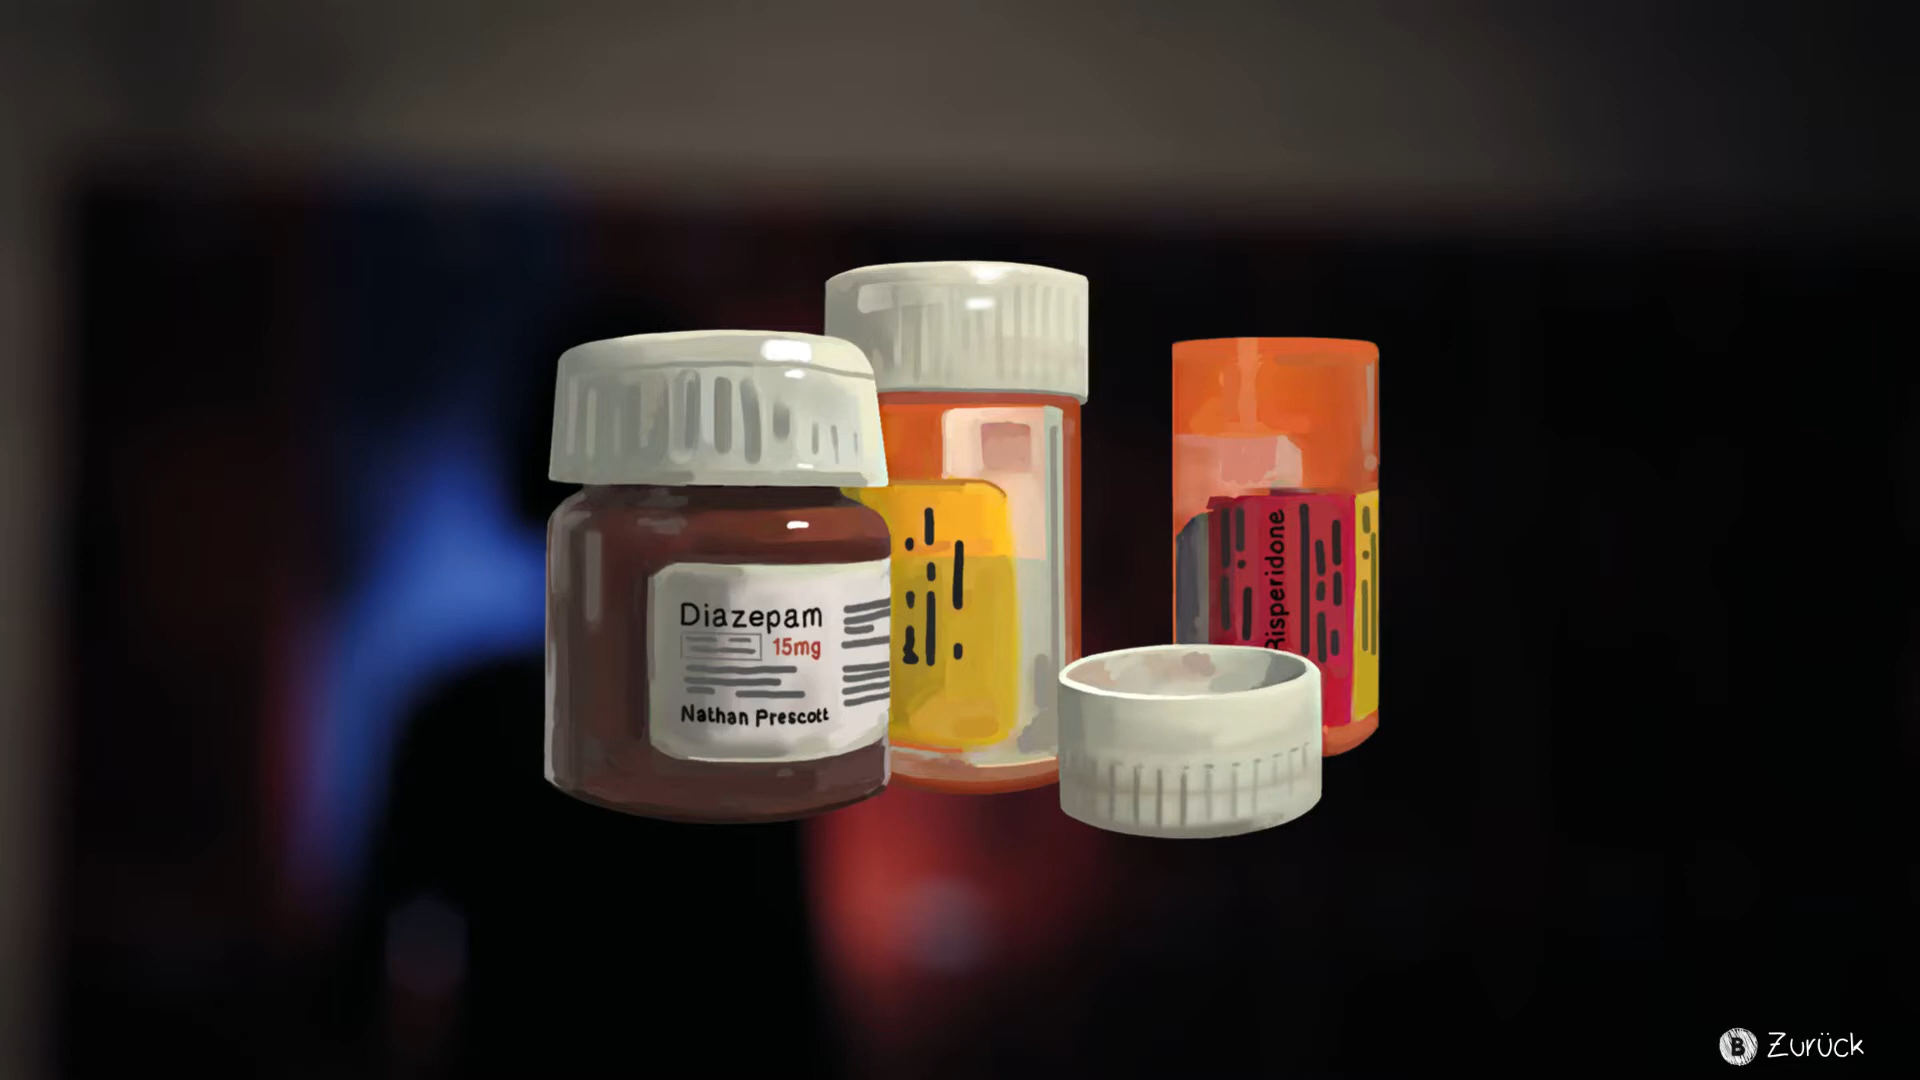 Diazepam
15mg
Nathan Prescott
Risperidone
B Zurück